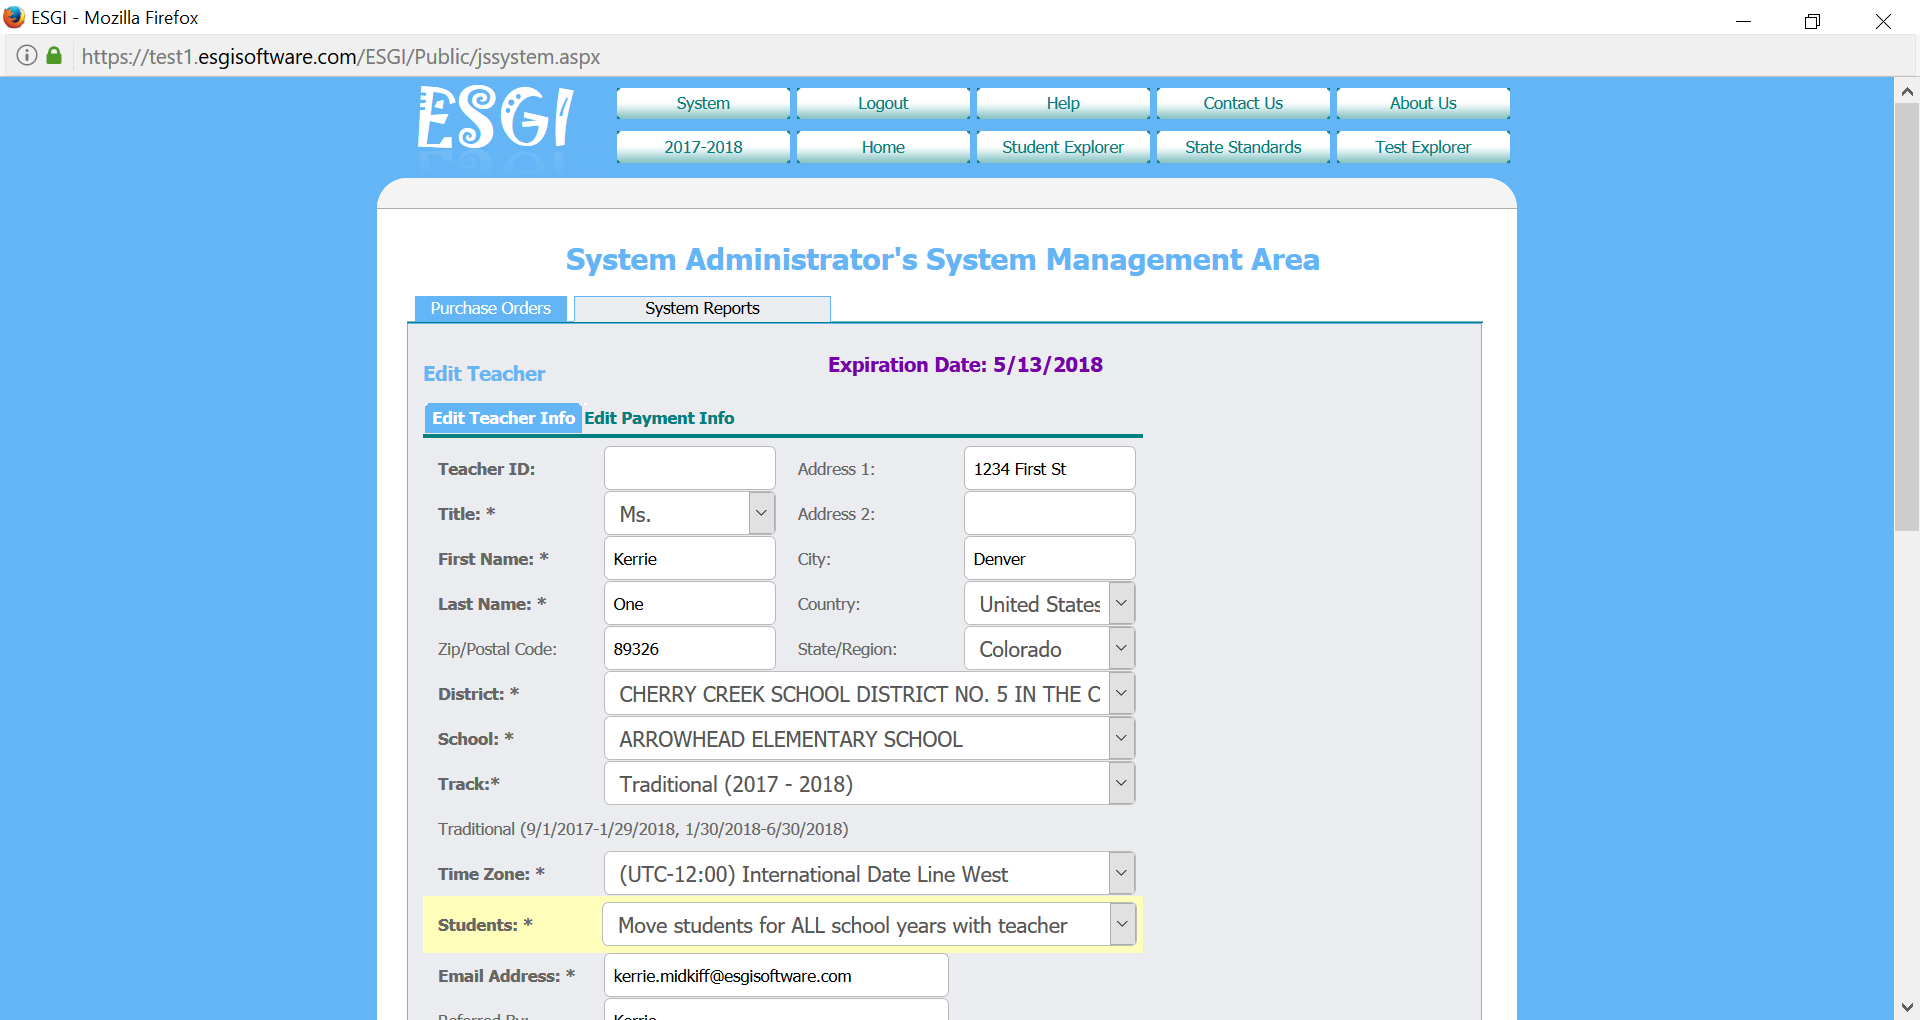 ESGI - Mozilla Firefox
https://test1.esgisoftware.com/ESGI/Public/jssystem.aspx
ESGI
System Logout Help Contact Us About Us
2017-2018 Home Student Explorer State Standards Test Explorer
System Administrator's System Management Area
Purchase Orders System Reports
Expiration Date: 5/13/2018
Edit Teacher
Edit Teacher Info Edit Payment Info
Teacher ID: Address 1: 1234 First St
Title: * Ms. Address 2:
First Name: * Kerrie City: Denver
Last Name: * One Country: United States
Zip/Postal Code: 89326 State/Region: Colorado
District: * CHERRY CREEK SCHOOL DISTRICT NO. 5 IN THE C
School: * ARROWHEAD ELEMENTARY SCHOOL
Track:* Traditional (2017 - 2018)
Traditional (9/1/2017-1/29/2018, 1/30/2018-6/30/2018)
Time Zone: * (UTC-12:00) International Date Line West
Students: * Move students for ALL school years with teacher
Email Address: * kerrie.midkiff@esgisoftware.com
Referred By: Kerrie